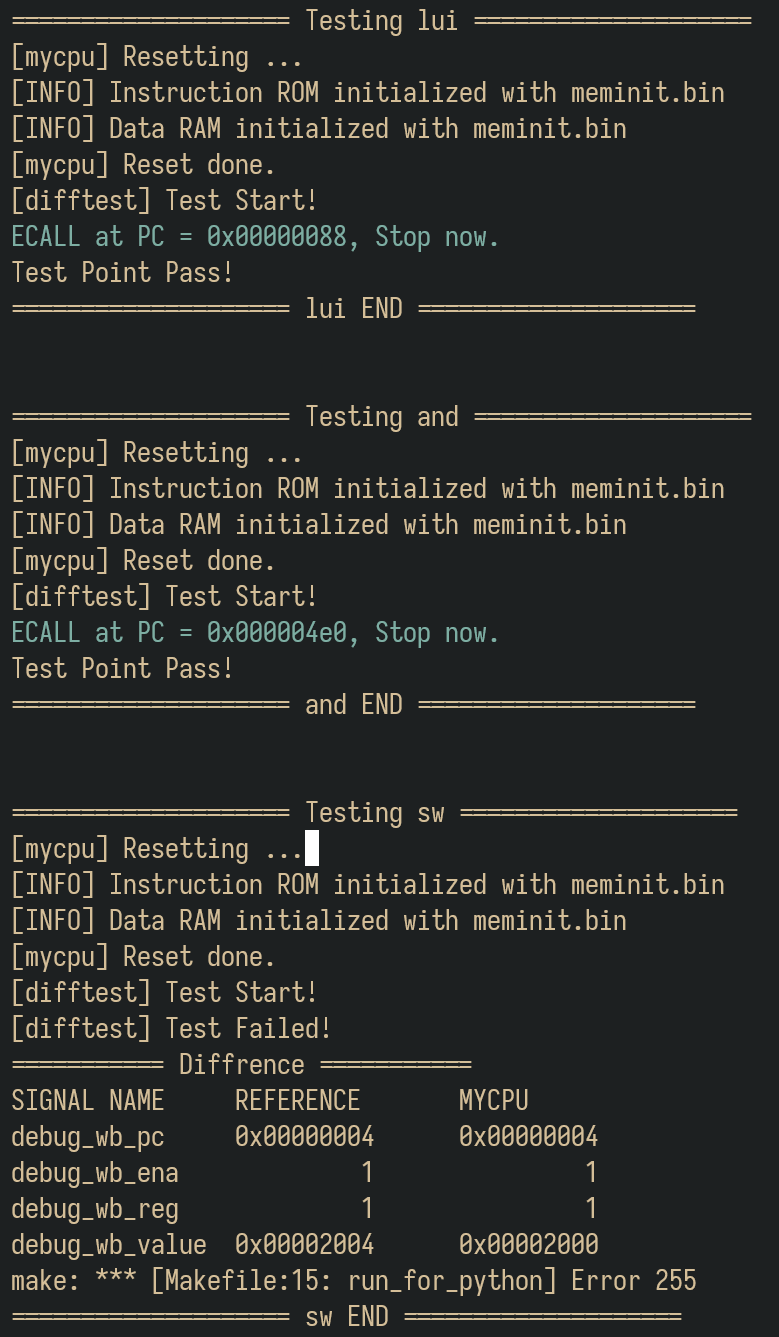 ==================== Testing lui ====================
[mycpu] Resetting ...
[INFO] Instruction ROM initialized with meminit.bin
[INFO] Data RAM initialized with meminit.bin
[mycpu] Reset done.
[difftest] Test Start!
ECALL at PC = 0x00000088, Stop now.
Test Point Pass!
==================== lui END ====================
==================== Testing and ====================
[mycpu] Resetting ...
[INFO] Instruction ROM initialized with meminit.bin
[INFO] Data RAM initialized with meminit.bin
[mycpu] Reset done.
[difftest] Test Start!
ECALL at PC = 0x000004e0, Stop now.
Test Point Pass!
==================== and END ====================
==================== Testing sw ====================
[mycpu] Resetting ...
[INFO] Instruction ROM initialized with meminit.bin
[INFO] Data RAM initialized with meminit.bin
[mycpu] Reset done.
[difftest] Test Start!
[difftest] Test Failed!
=========== Diffrence ===========
SIGNAL NAME     REFERENCE       MYCPU
debug_wb_pc     0x00000004      0x00000004
debug_wb_ena             1               1
debug_wb_reg             1               1
debug_wb_value  0x00002004      0x00002000
make: *** [Makefile:15: run_for_python] Error 255
==================== sw END ====================